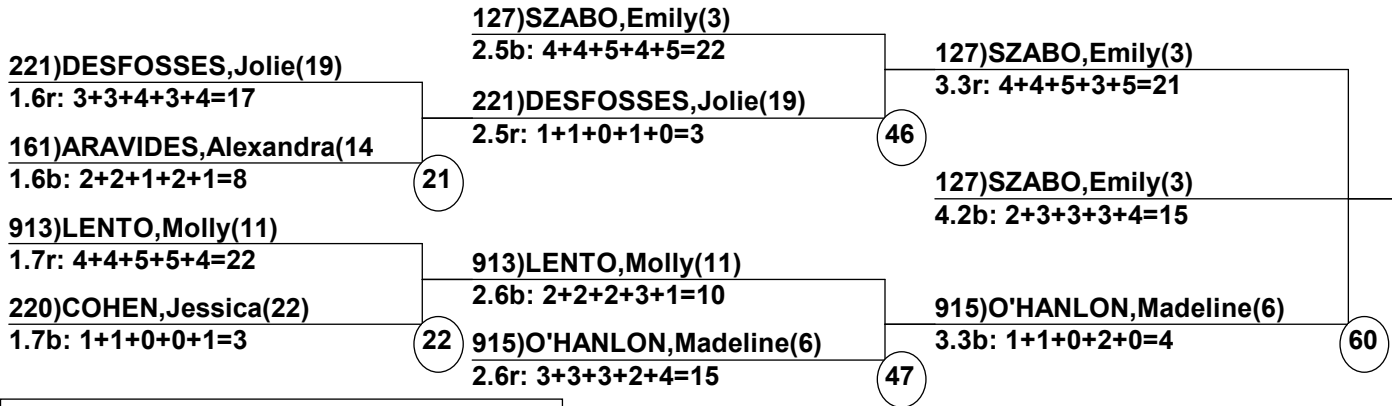 221)DESFOSSES,Jolie(19)
1.6r: 3+3+4+3+4=17
161)ARAVIDES,Alexandra(14
1.6b: 2+2+1+2+1=8
21
913)LENTO,Molly(11)
1.7r: 4+4+5+5+4=22
220)COHEN,Jessica(22)
1.7b: 1+1+0+0+1=3
22
127)SZABO,Emily(3)
2.5b: 4+4+5+4+5=22
221)DESFOSSES,Jolie(19)
2.5r: 1+1+0+1+0=3
46
913)LENTO,Molly(11)
2.6b: 2+2+2+3+1=10
915)O'HANLON,Madeline(6)
2.6r: 3+3+3+2+4=15
47
127)SZABO,Emily(3)
3.3r: 4+4+5+3+5=21
127)SZABO,Emily(3)
4.2b: 2+3+3+3+4=15
915)O'HANLON,Madeline(6)
3.3b: 1+1+0+2+0=4
60